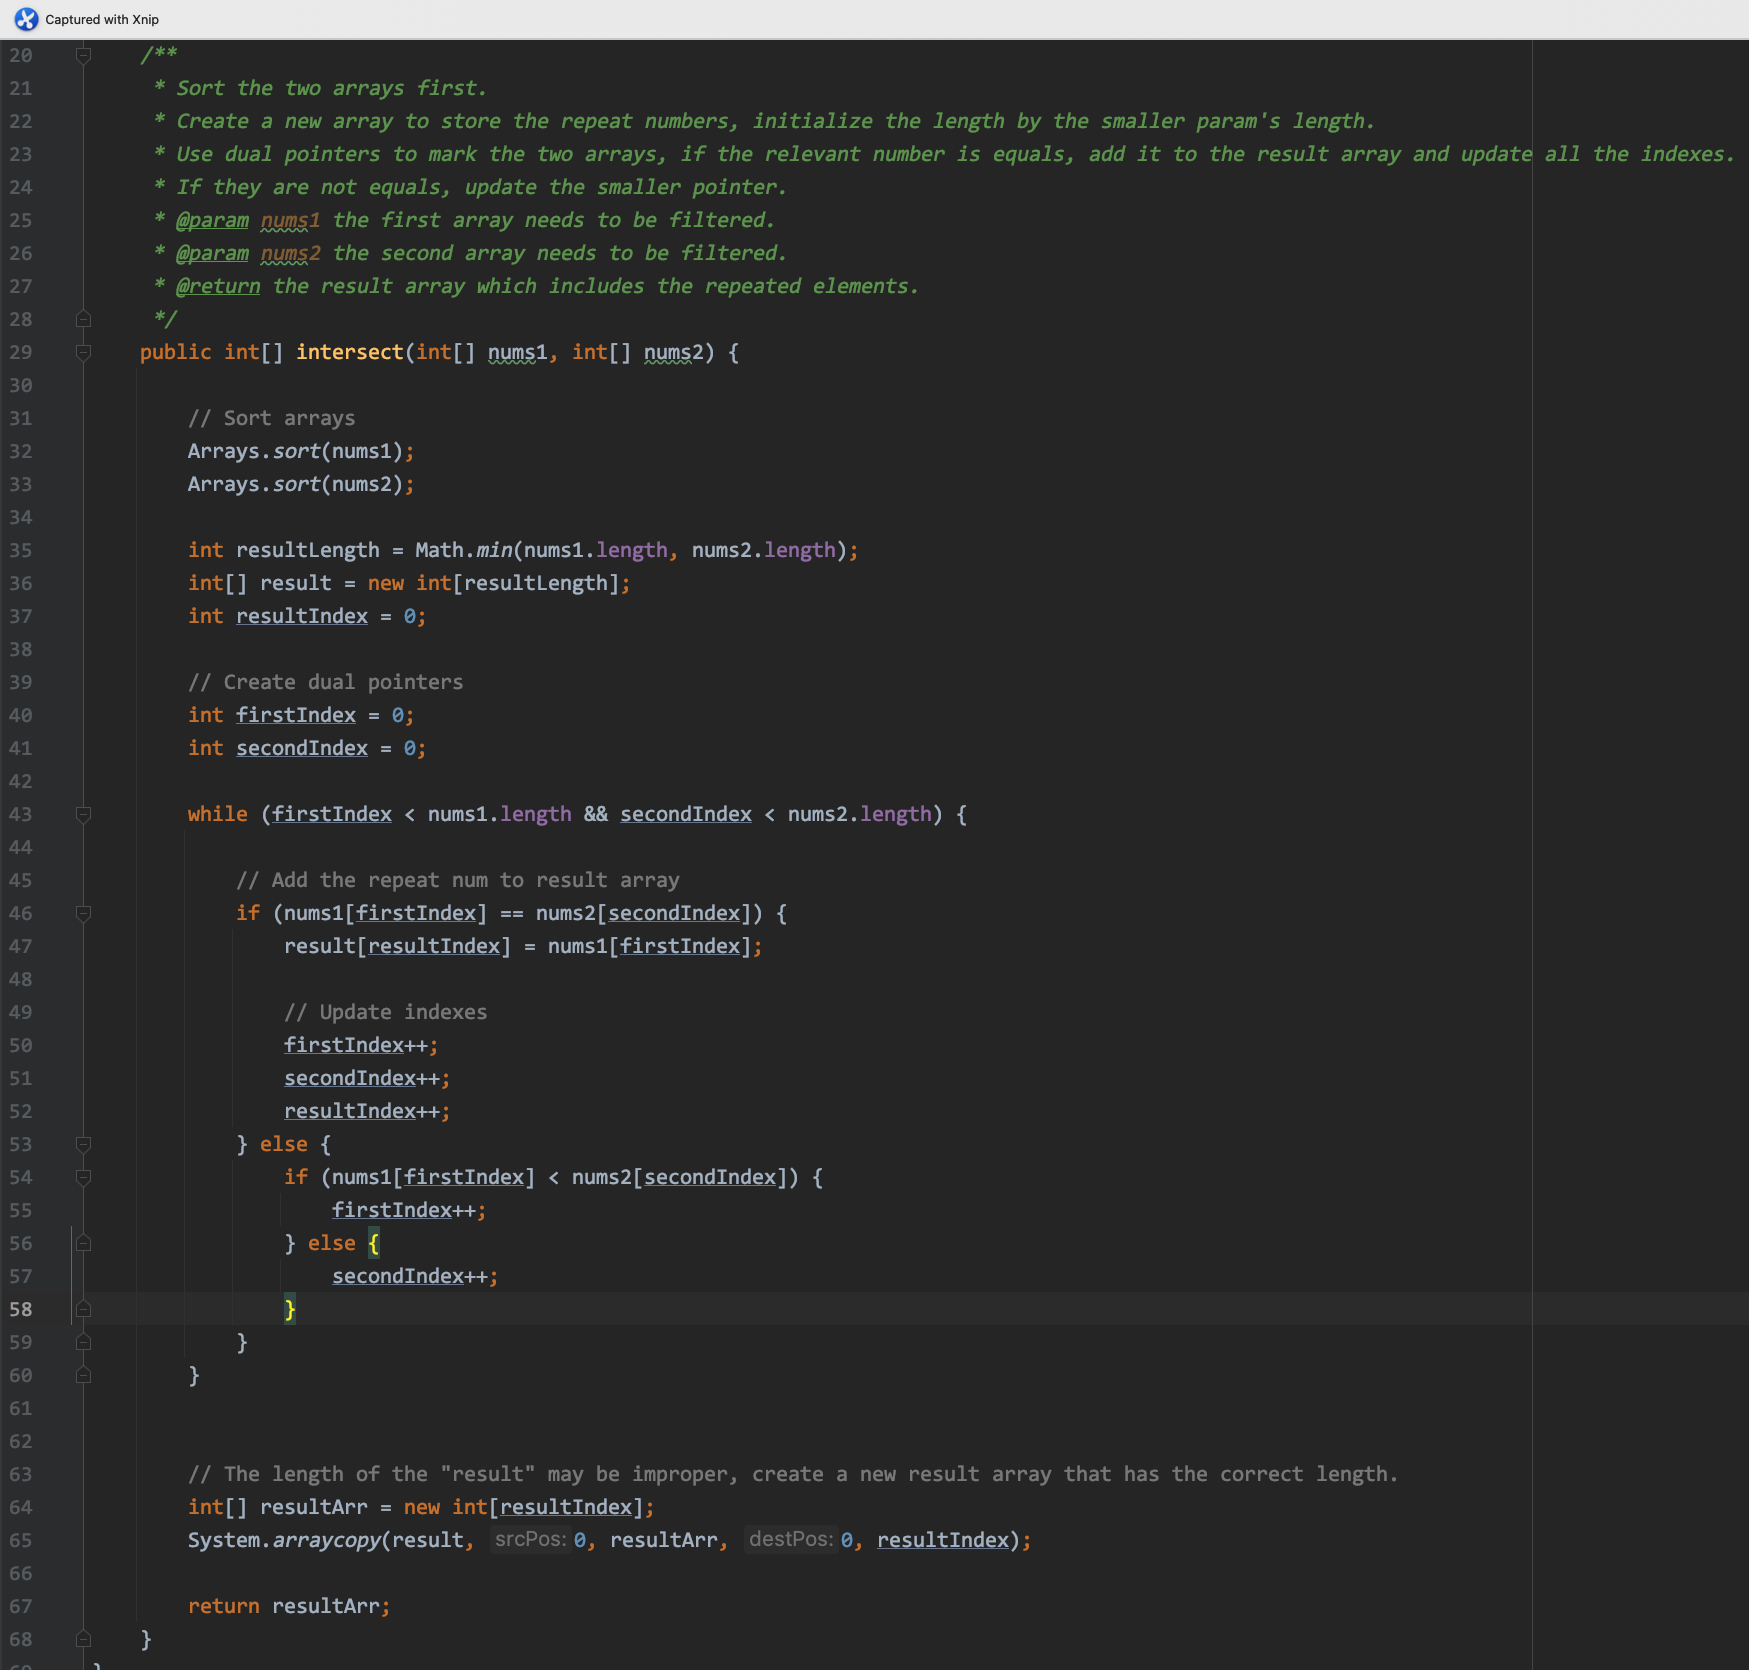 Captured with Xnip
20 /**
21 * Sort the two arrays first.
22 * Create a new array to store the repeat numbers, initialize the length by the smaller param's length.
23 * Use dual pointers to mark the two arrays, if the relevant number is equals, add it to the result array and update all the indexes.
24 * If they are not equals, update the smaller pointer.
25 * @param nums1 the first array needs to be filtered.
26 * @param nums2 the second array needs to be filtered.
27 * @return the result array which includes the repeated elements.
28 */
29 public int[] intersect(int[] nums1, int[] nums2) {
30
31 // Sort arrays
32 Arrays.sort(nums1);
33 Arrays.sort(nums2);
34
35 int resultLength = Math.min(nums1.length, nums2.length);
36 int[] result = new int[resultLength];
37 int resultIndex = 0;
38
39 // Create dual pointers
40 int firstIndex = 0;
41 int secondIndex = 0;
42
43 while (firstIndex < nums1.length && secondIndex < nums2.length) {
44
45 // Add the repeat num to result array
46 if (nums1[firstIndex] == nums2[secondIndex]) {
47 result[resultIndex] = nums1[firstIndex];
48
49 // Update indexes
50 firstIndex++;
51 secondIndex++;
52 resultIndex++;
53 } else {
54 if (nums1[firstIndex] < nums2[secondIndex]) {
55 firstIndex++;
56 } else {
57 secondIndex++;
58 }
59 }
60 }
61
62
63 // The length of the "result" may be improper, create a new result array that has the correct length.
64 int[] resultArr = new int[resultIndex];
65 System.arraycopy(result, srcPos: 0, resultArr, destPos: 0, resultIndex);
66
67 return resultArr;
68 }